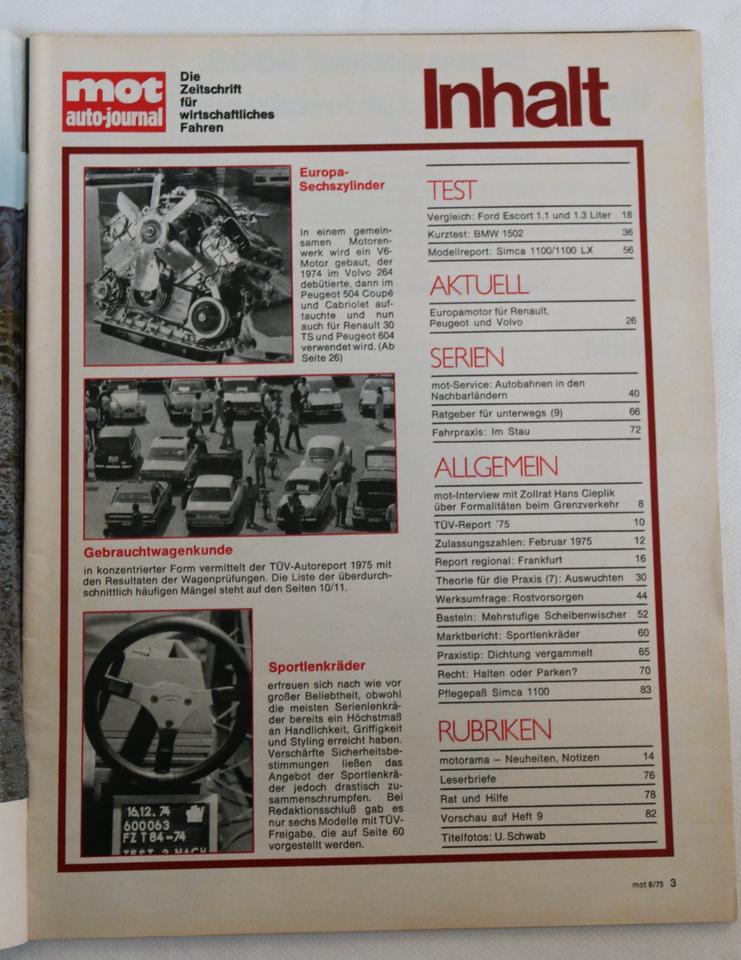 mot
auto-journal
Die
Zeitschrift
für
wirtschaftliches
Fahren
Inhalt
Europa-
Sechszylinder
In einem gemein-
samen Motoren-
werk wird ein V6-
Motor gebaut, der
1974 im Volvo 264
debütierte, dann im
Peugeot 504 Coupé
und Cabriolet auf-
tauchte und nun
auch für Renault 30
TS und Peugeot 604
verwendet wird. (Ab
Seite 26)
Gebrauchtwagenkunde
in konzentrierter Form vermittelt der TÜV-Autoreport 1975 mit
den Resultaten der Wagenprüfungen. Die Liste der überdurch-
schnittlich häufigen Mängel steht auf den Seiten 10/11.
16.12. 74
600063
FZ T 84-74
TEST 2 NACH
Sportlenkräder
erfreuen sich nach wie vor
großer Beliebtheit, obwohl
die meisten Serienlenkrä-
der bereits ein Höchstmaß
an Handlichkeit, Griffigkeit
und Styling erreicht haben.
Verschärfte Sicherheitsbe-
stimmungen ließen das
Angebot der Sportlenkrä-
der jedoch drastisch zu-
sammenschrumpfen. Bei
Redaktionsschluß gab es
nur sechs Modelle mit TÜV-
Freigabe, die auf Seite 60
vorgestellt werden.
TEST
Vergleich: Ford Escort 1.1 und 1.3 Liter 18
Kurztest: BMW 1502 36
Modellreport: Simca 1100/1100 LX 56
AKTUELL
Europamotor für Renault,
Peugeot und Volvo 26
SERIEN
mot-Service: Autobahnen in den
Nachbarländern 40
Ratgeber für unterwegs (9) 66
Fahrpraxis: Im Stau 72
ALLGEMEIN
mot-Interview mit Zollrat Hans Cieplik
über Formalitäten beim Grenzverkehr 8
TÜV-Report '75 10
Zulassungszahlen: Februar 1975 12
Report regional: Frankfurt 16
Theorie für die Praxis (7): Auswuchten 30
Werksumfrage: Rostvorsorgen 44
Basteln: Mehrstufige Scheibenwischer 52
Marktbericht: Sportlenkräder 60
Praxistip: Dichtung vergammelt 65
Recht: Halten oder Parken? 70
Pflegepaß Simca 1100 83
RUBRIKEN
motorama – Neuheiten, Notizen 14
Leserbriefe 76
Rat und Hilfe 78
Vorschau auf Heft 9 82
Titelfotos: U. Schwab
mot 8/75 3